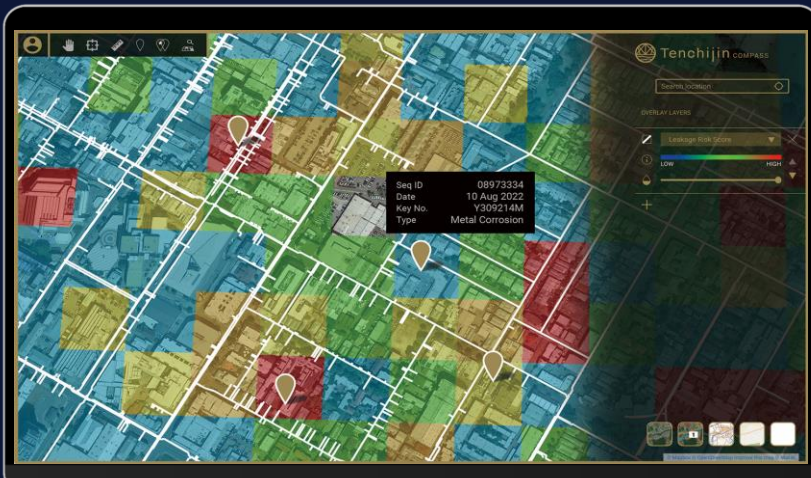 Tenchijin COMPASS
Search location
OVERLAY LAYERS
Leakage Risk Score
LOW HIGH
Seq ID 08973334
Date 10 Aug 2022
Key No. Y309214M
Type Metal Corrosion